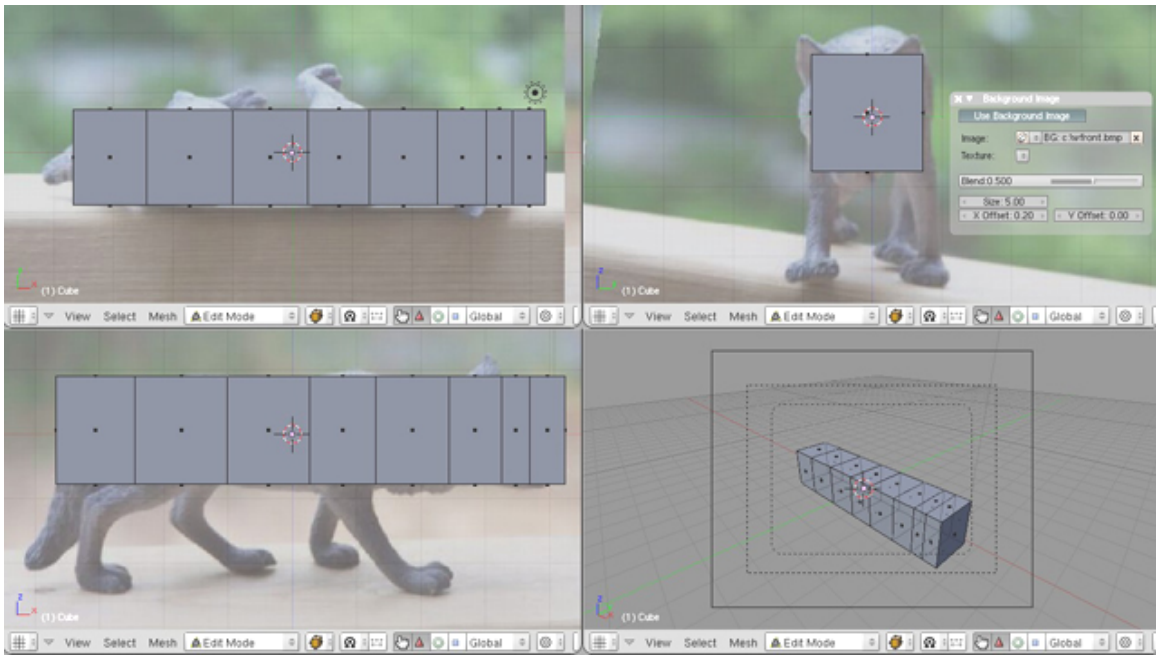 Background Image
Use Background Image
Image: BG: c:\wfront.bmp X
Texture:
Blend:0.500
Size: 5.00
X Offset: 0.20 Y Offset: 0.00
(1) Cube
(1) Cube
View Select Mesh Edit Mode Global
View Select Mesh Edit Mode Global
(1) Cube
(1) Cube
View Select Mesh Edit Mode Global
View Select Mesh Edit Mode Global